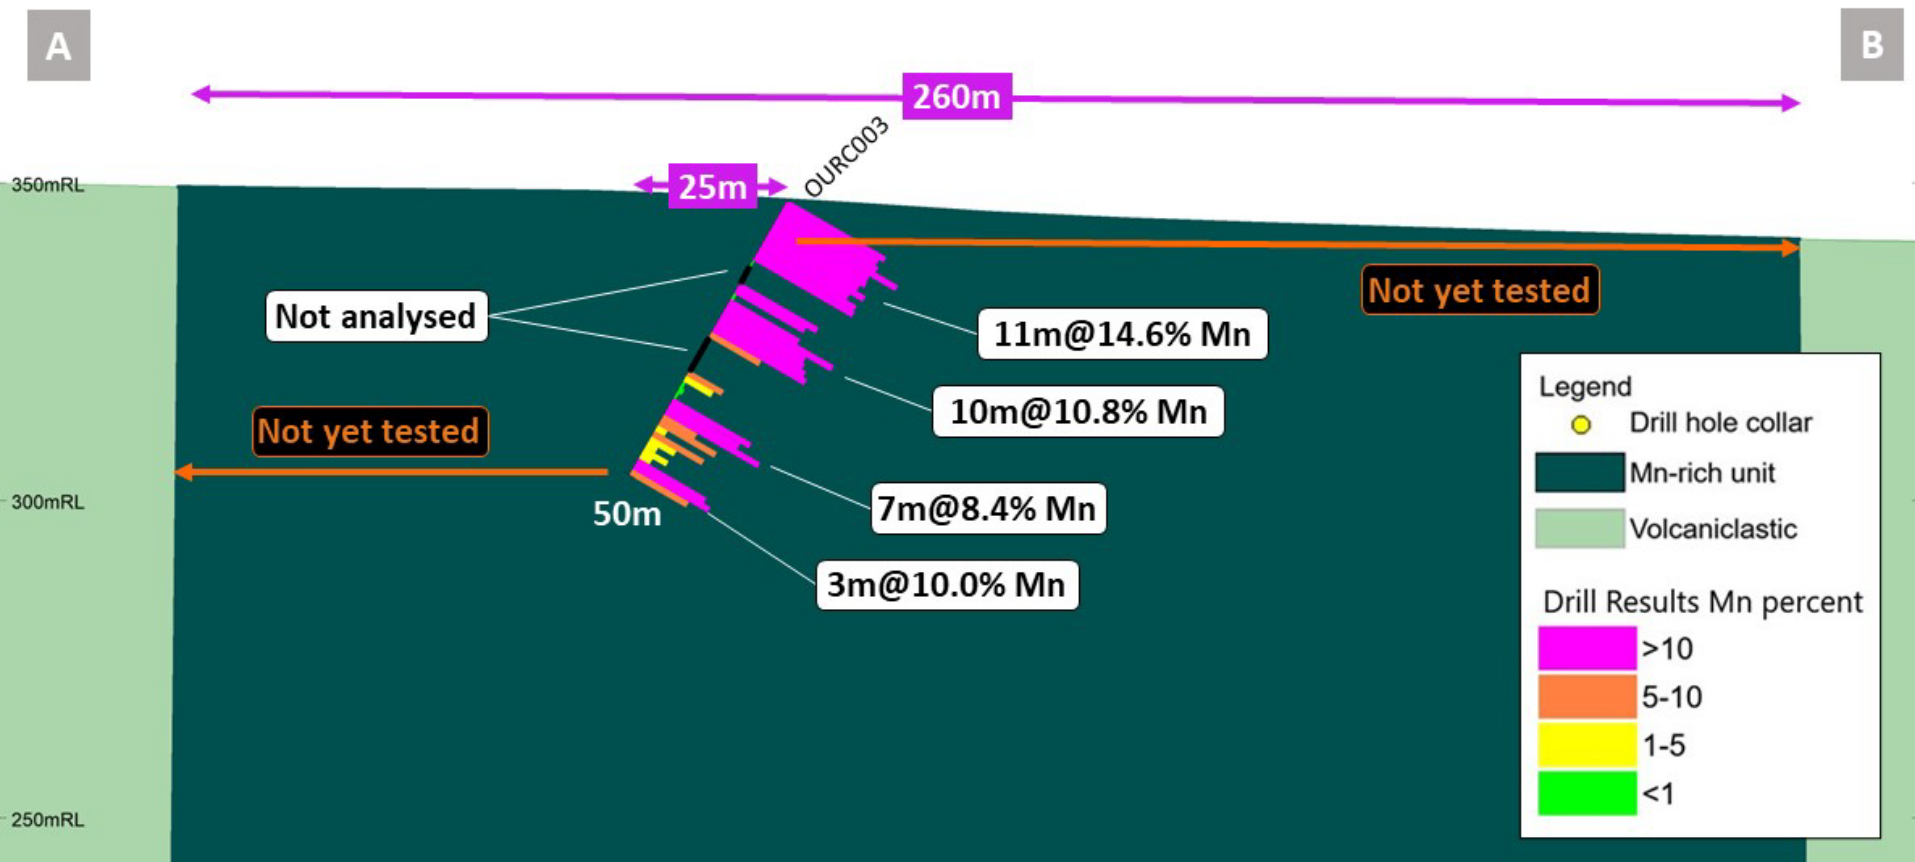 A
B
260m
OURC003
350mRL
25m
Not yet tested
Not analysed
11m@14.6% Mn
10m@10.8% Mn
Not yet tested
300mRL
50m
7m@8.4% Mn
3m@10.0% Mn
250mRL
Legend
Drill hole collar
Mn-rich unit
Volcaniclastic
Drill Results Mn percent
>10
5-10
1-5
<1